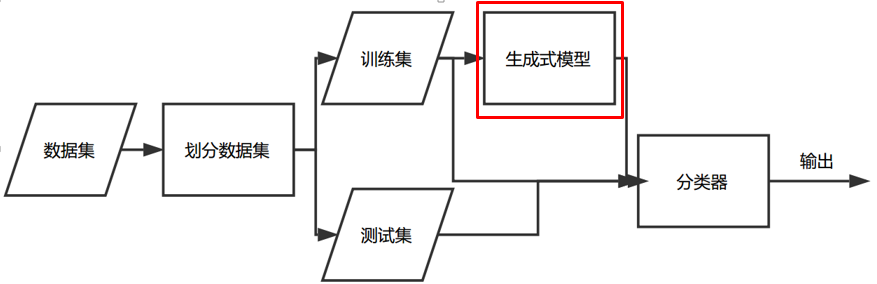 训练集
生成式模型
数据集
划分数据集
测试集
分类器
输出